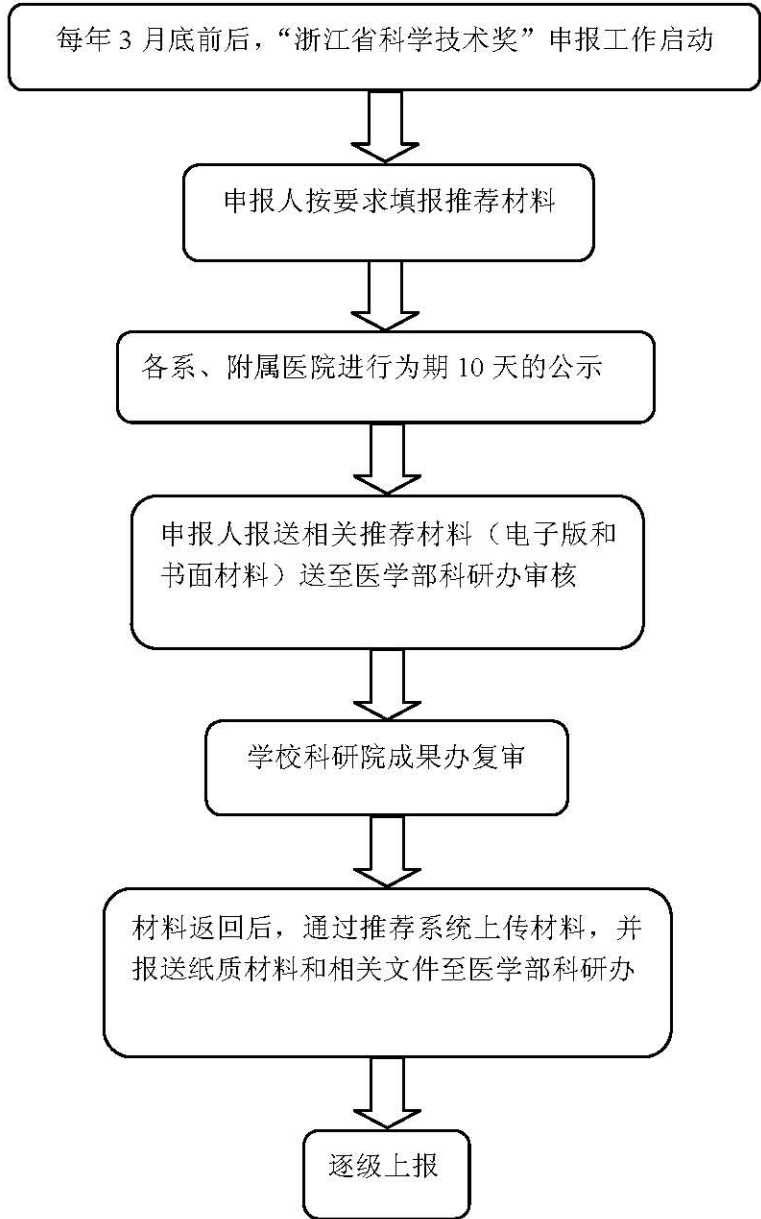 每年 3 月底前后，“浙江省科学技术奖”申报工作启动
申报人按要求填报推荐材料
各系、附属医院进行为期 10 天的公示
申报人报送相关推荐材料（电子版和
书面材料）送至医学部科研办审核
学校科研院成果办复审
材料返回后，通过推荐系统上传材料，并
报送纸质材料和相关文件至医学部科研办
逐级上报